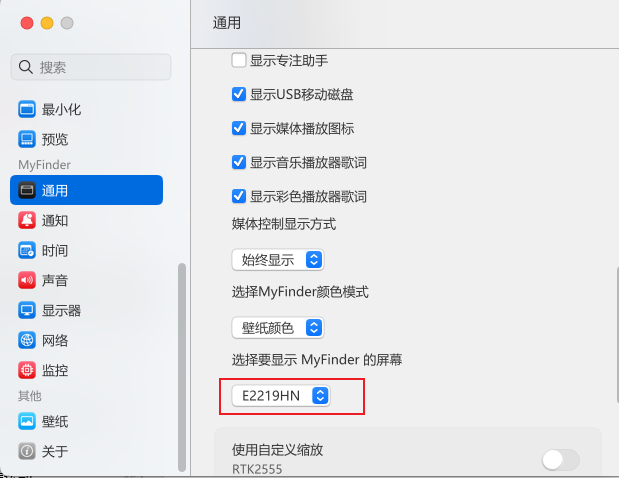 通用
搜索
最小化
预览
MyFinder
通用
通知
时间
声音
显示器
网络
监控
其他
壁纸
关于
显示专注助手
显示USB移动磁盘
显示媒体播放图标
显示音乐播放器歌词
显示彩色播放器歌词
媒体控制显示方式
始终显示
选择MyFinder颜色模式
壁纸颜色
选择要显示 MyFinder 的屏幕
E2219HN
使用自定义缩放
RTK2555